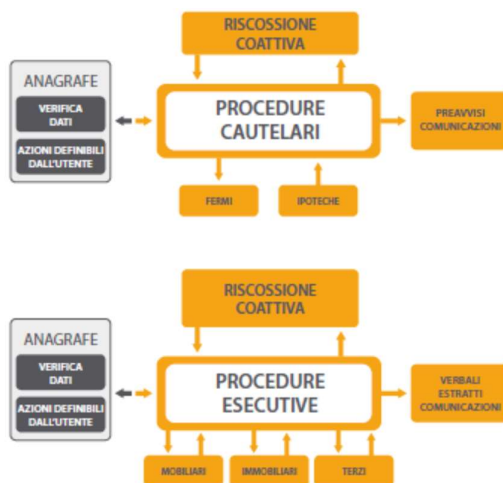 RISCOSSIONE
COATTIVA
ANAGRAFE
VERIFICA
DATI
AZIONI DEFINIBILI
DALL'UTENTE
PROCEDURE
CAUTELARI
PREAVVISI
COMUNICAZIONI
FERMI
IPOTECHE
RISCOSSIONE
COATTIVA
ANAGRAFE
VERIFICA
DATI
AZIONI DEFINIBILI
DALL'UTENTE
PROCEDURE
ESECUTIVE
VERBALI
ESTRATTI
COMUNICAZIONI
MOBILIARI
IMMOBILIARI
TERZI